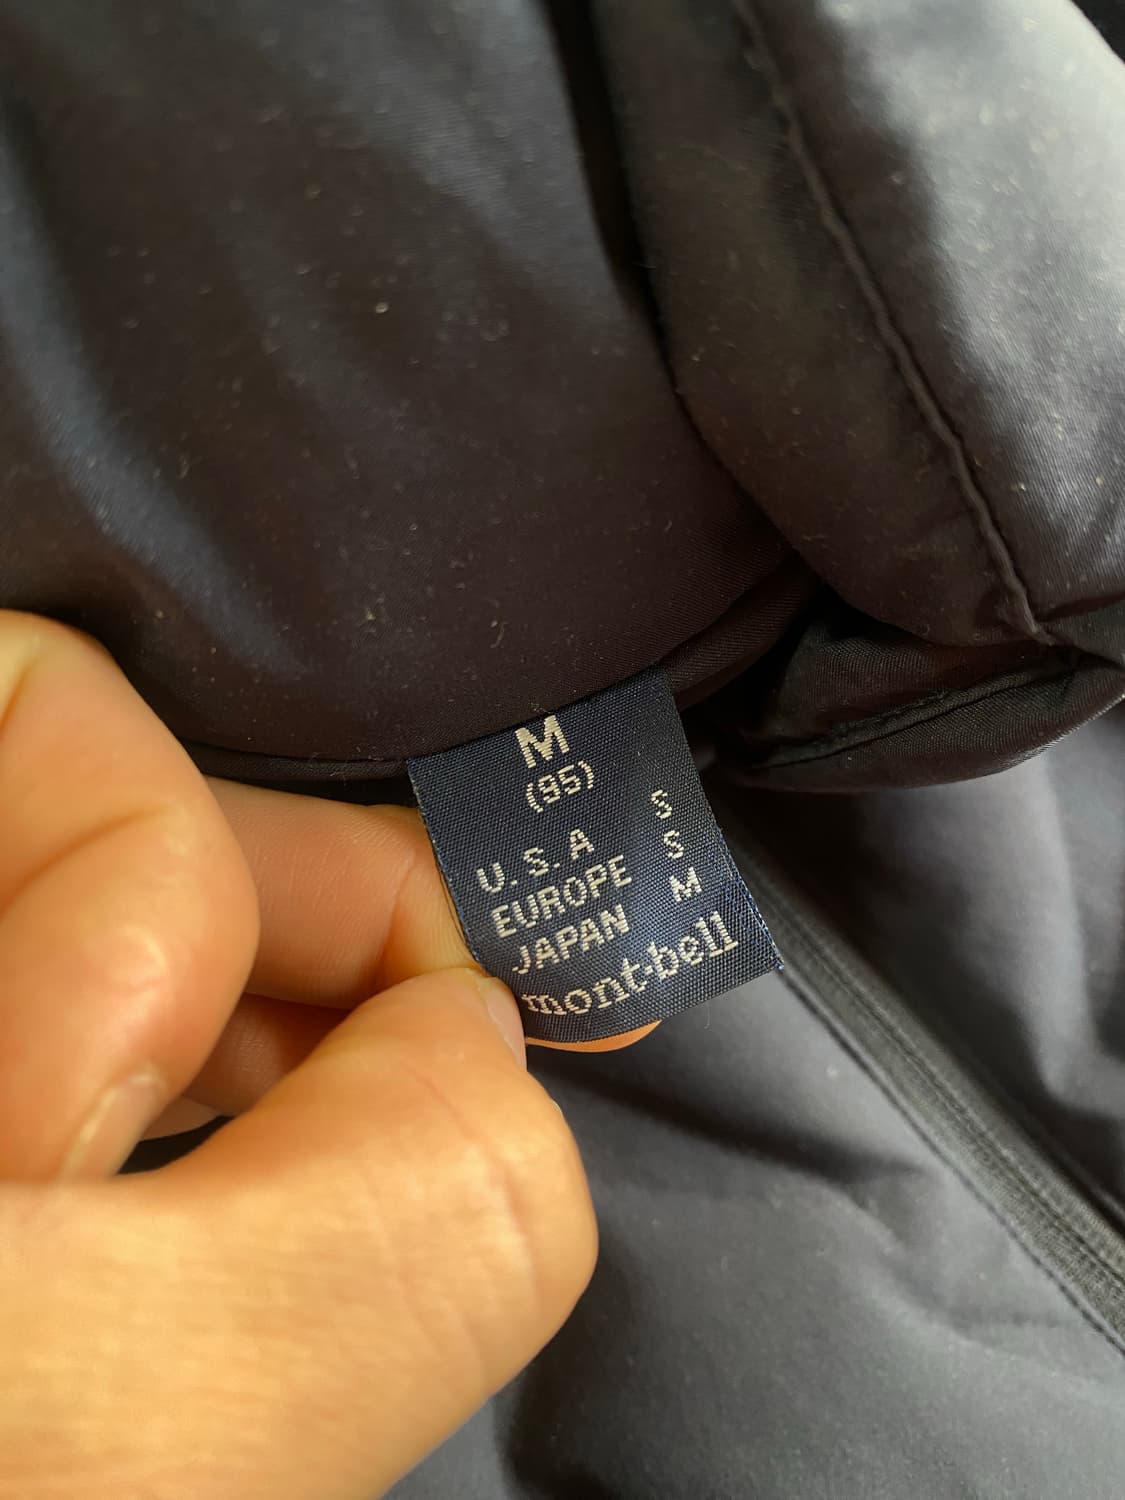 M
(95)
U.S.A S
EUROPE S
JAPAN M
mont-bell